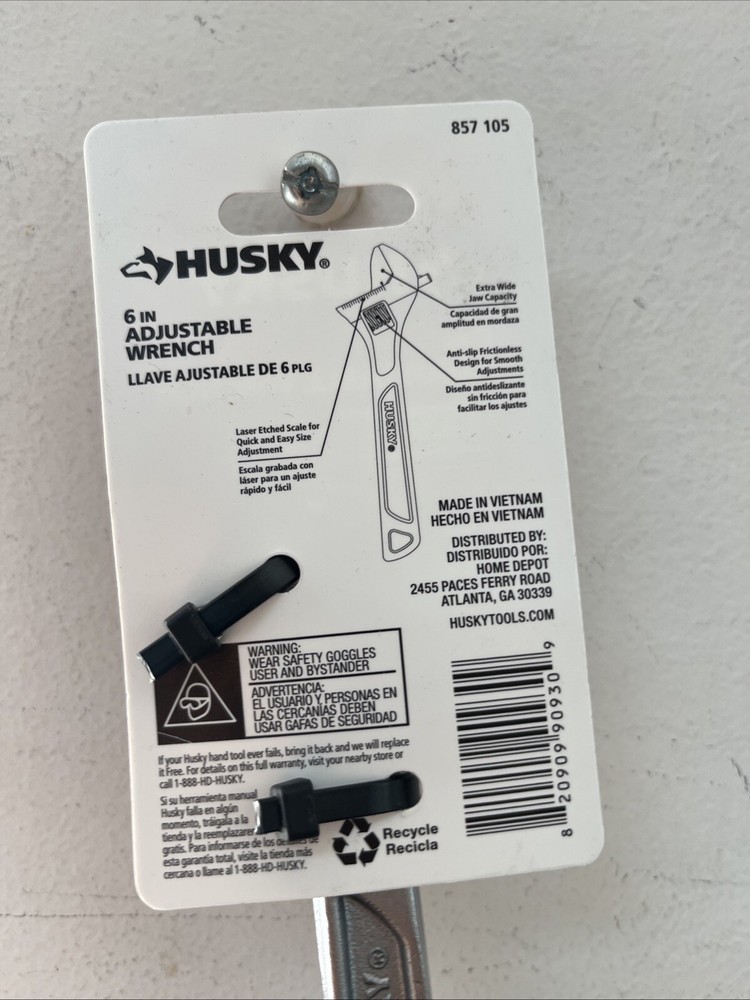 857 105
HUSKY®
6 IN
ADJUSTABLE
WRENCH
LLAVE AJUSTABLE DE 6 PLG
Extra Wide
Jaw Capacity
Capacidad de gran
amplitud en mordaza
Anti-slip Frictionless
Design for Smooth
Adjustments
Diseño antideslizante
sin fricción para
facilitar los ajustes
HUSKY®
Laser Etched Scale for
Quick and Easy Size
Adjustment
Escala grabada con
láser para un ajuste
rápido y fácil
MADE IN VIETNAM
HECHO EN VIETNAM
DISTRIBUTED BY:
DISTRIBUIDO POR:
HOME DEPOT
2455 PACES FERRY ROAD
ATLANTA, GA 30339
HUSKYTOOLS.COM
WARNING:
WEAR SAFETY GOGGLES
USER AND BYSTANDER
ADVERTENCIA:
EL USUARIO Y PERSONAS EN
LAS CERCANÍAS DEBEN
USAR GAFAS DE SEGURIDAD
If your Husky hand tool ever fails, bring it back and we will replace
it Free. For details on this full warranty, visit your nearby store or
call 1-888-HD-HUSKY.
Si su herramienta manual
Husky falla en algún
momento, tráigala a la
tienda y la reemplazare
gratis. Para informarse de los de
esta garantía total, visite la tienda más
cercana o llame al 1-888-HD-HUSKY.
Recycle
Recicla
8 20909 90930 9
KY®